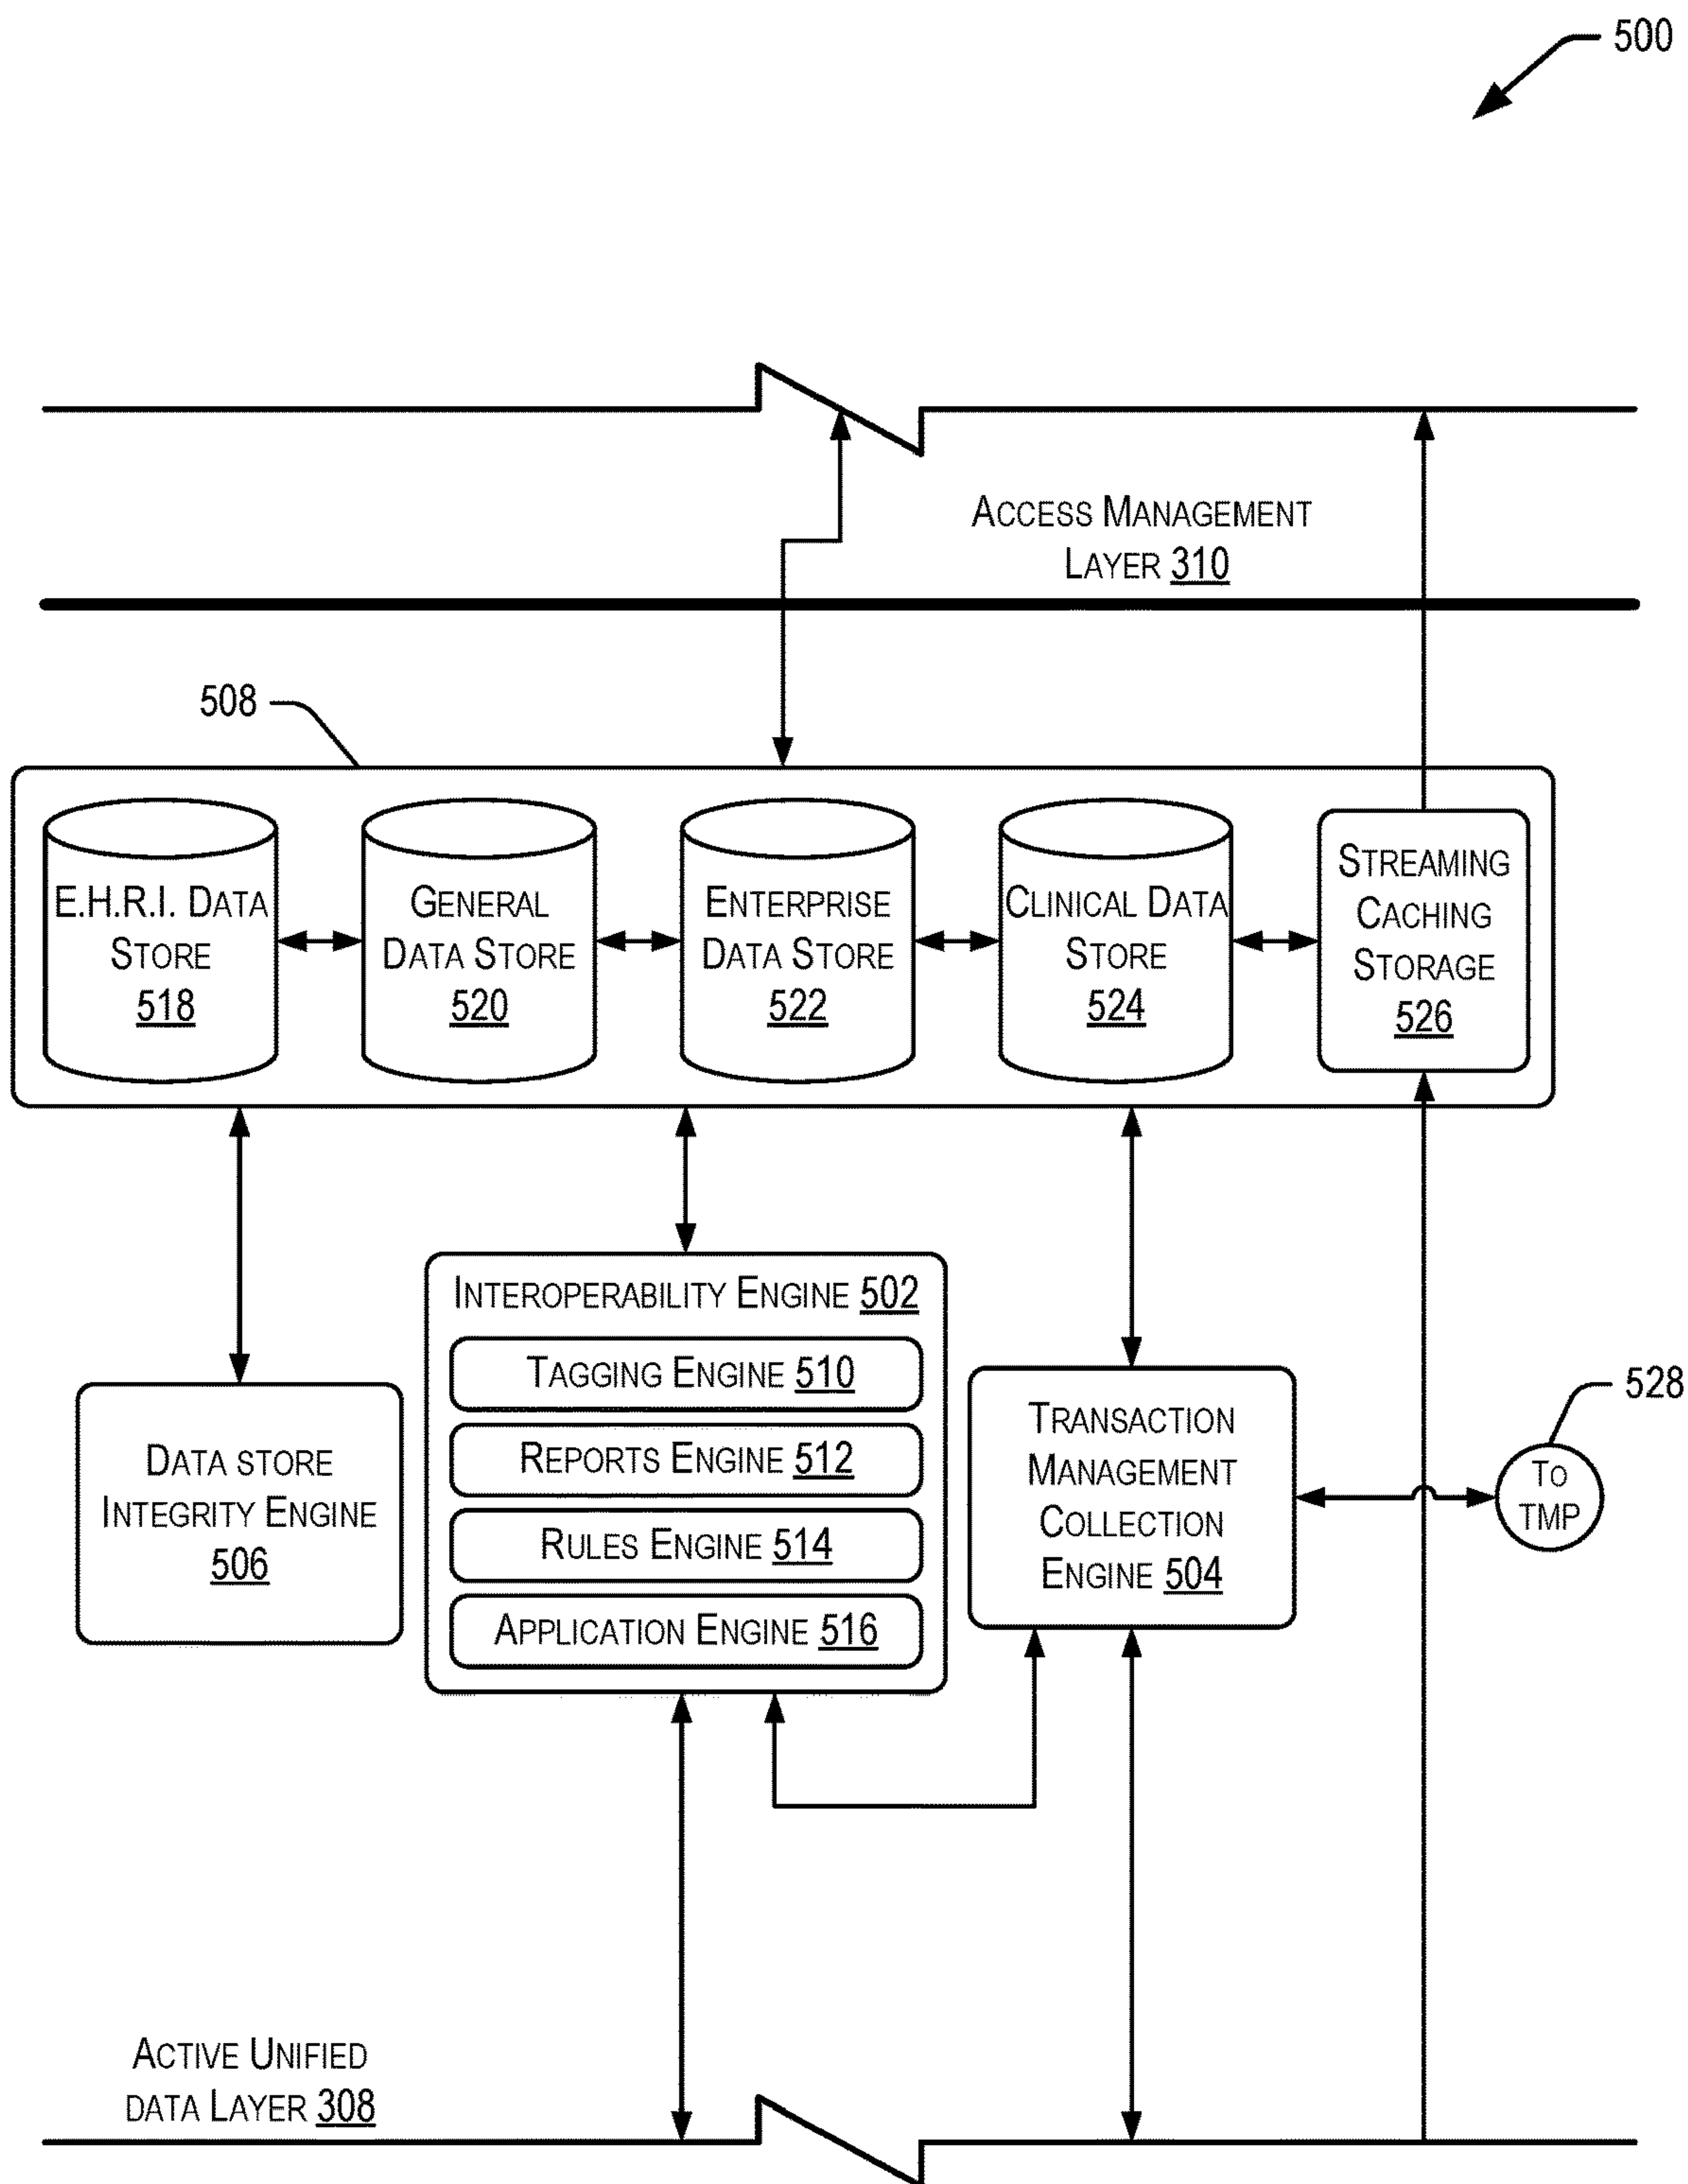 500
ACCESS MANAGEMENT
LAYER 310
508
E.H.R.I. DATA
STORE
518
GENERAL
DATA STORE
520
ENTERPRISE
DATA STORE
522
CLINICAL DATA
STORE
524
STREAMING
CACHING
STORAGE
526
INTEROPERABILITY ENGINE 502
TAGGING ENGINE 510
REPORTS ENGINE 512
RULES ENGINE 514
APPLICATION ENGINE 516
DATA STORE
INTEGRITY ENGINE
506
TRANSACTION
MANAGEMENT
COLLECTION
ENGINE 504
528
TO
TMP
ACTIVE UNIFIED
DATA LAYER 308